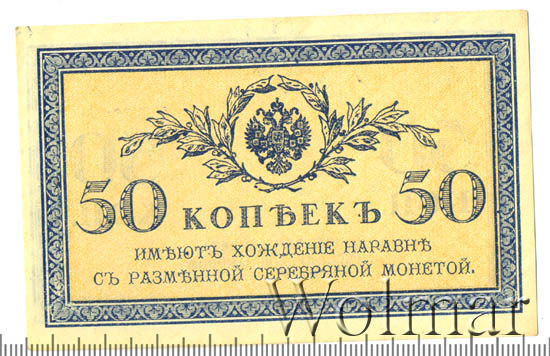 50 КОПѢЕКЪ 50
ИМѢЮТЪ ХОЖДЕНІЕ НАРАВНѢ
СЪ РАЗМѢННОЙ СЕРЕБРЯНОЙ МОНЕТОЙ.
Wolmar